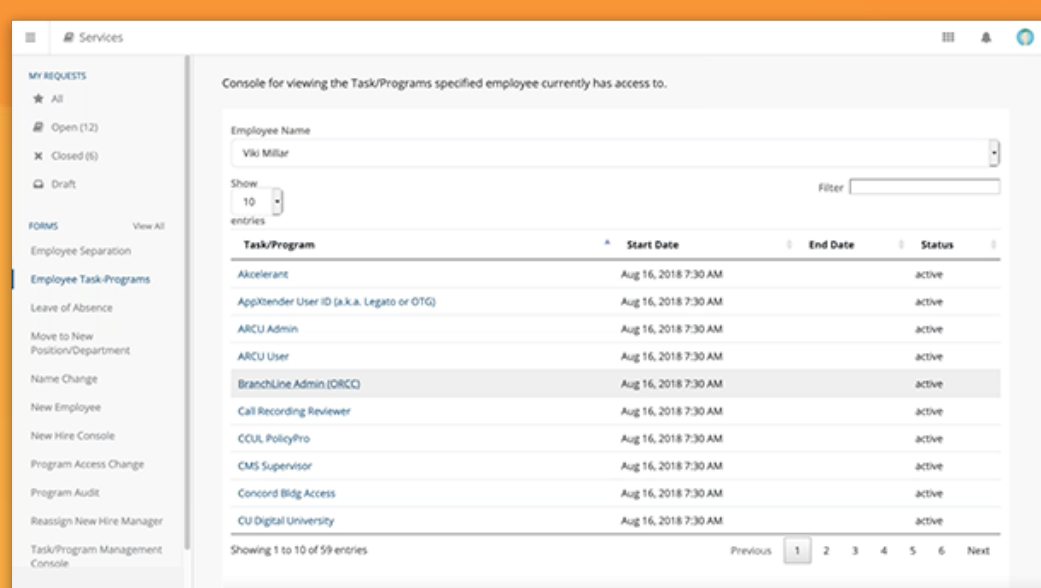 Services
MY REQUESTS
All
Open (12)
Closed (6)
Draft
FORMS View All
Employee Separation
Employee Task-Programs
Leave of Absence
Move to New
Position/Department
Name Change
New Employee
New Hire Console
Program Access Change
Program Audit
Reassign New Hire Manager
Task/Program Management
Console
Console for viewing the Task/Programs specified employee currently has access to.
Employee Name
Viki Millar
Show
10
entries
Filter
Task/Program Start Date End Date Status
Akcelerant Aug 16, 2018 7:30 AM active
AppXtender User ID (a.k.a. Legato or OTG) Aug 16, 2018 7:30 AM active
ARCU Admin Aug 16, 2018 7:30 AM active
ARCU User Aug 16, 2018 7:30 AM active
BranchLine Admin (ORCC) Aug 16, 2018 7:30 AM active
Call Recording Reviewer Aug 16, 2018 7:30 AM active
CCUL PolicyPro Aug 16, 2018 7:30 AM active
CMS Supervisor Aug 16, 2018 7:30 AM active
Concord Bldg Access Aug 16, 2018 7:30 AM active
CU Digital University Aug 16, 2018 7:30 AM active
Showing 1 to 10 of 59 entries Previous 1 2 3 4 5 6 Next